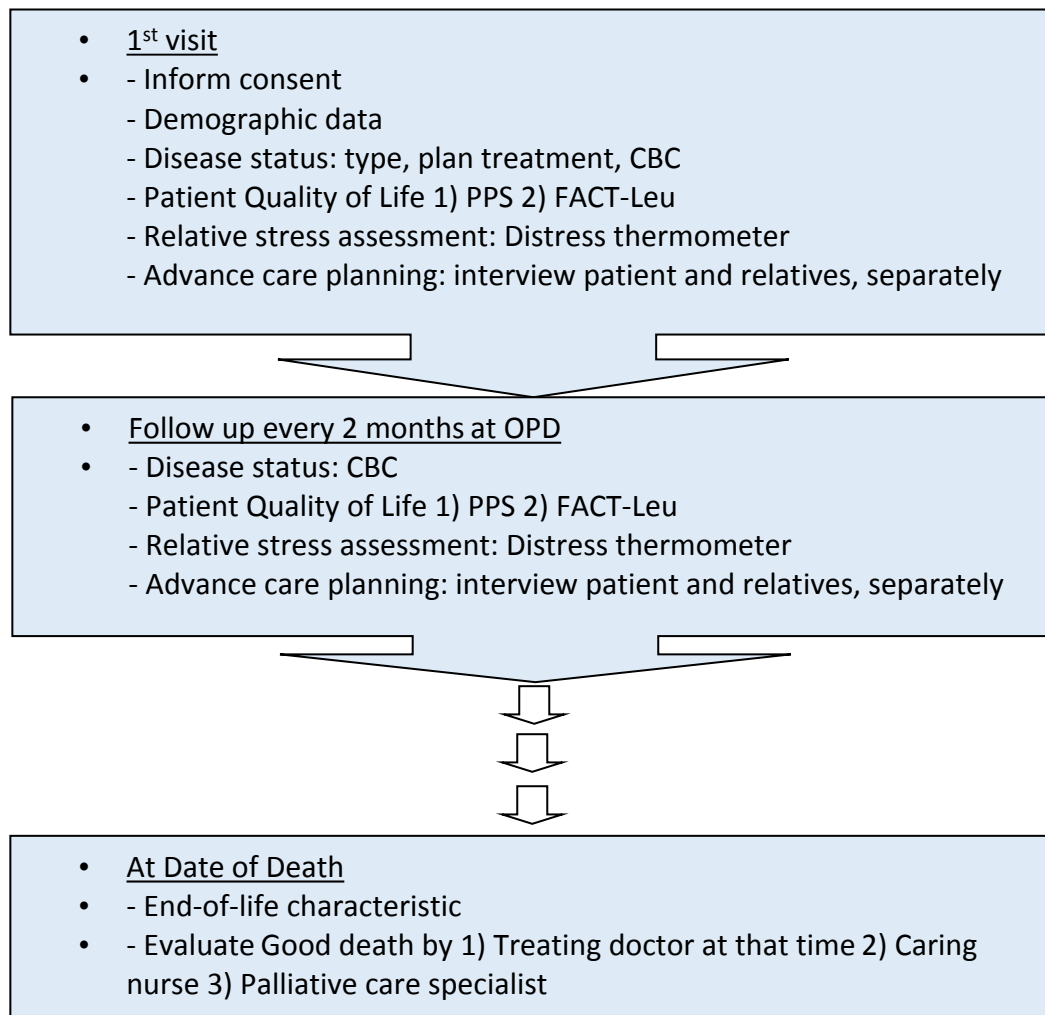 • 1st visit
• - Inform consent
- Demographic data
- Disease status: type, plan treatment, CBC
- Patient Quality of Life 1) PPS 2) FACT-Leu
- Relative stress assessment: Distress thermometer
- Advance care planning: interview patient and relatives, separately
• Follow up every 2 months at OPD
• - Disease status: CBC
- Patient Quality of Life 1) PPS 2) FACT-Leu
- Relative stress assessment: Distress thermometer
- Advance care planning: interview patient and relatives, separately
• At Date of Death
• - End-of-life characteristic
• - Evaluate Good death by 1) Treating doctor at that time 2) Caring
nurse 3) Palliative care specialist